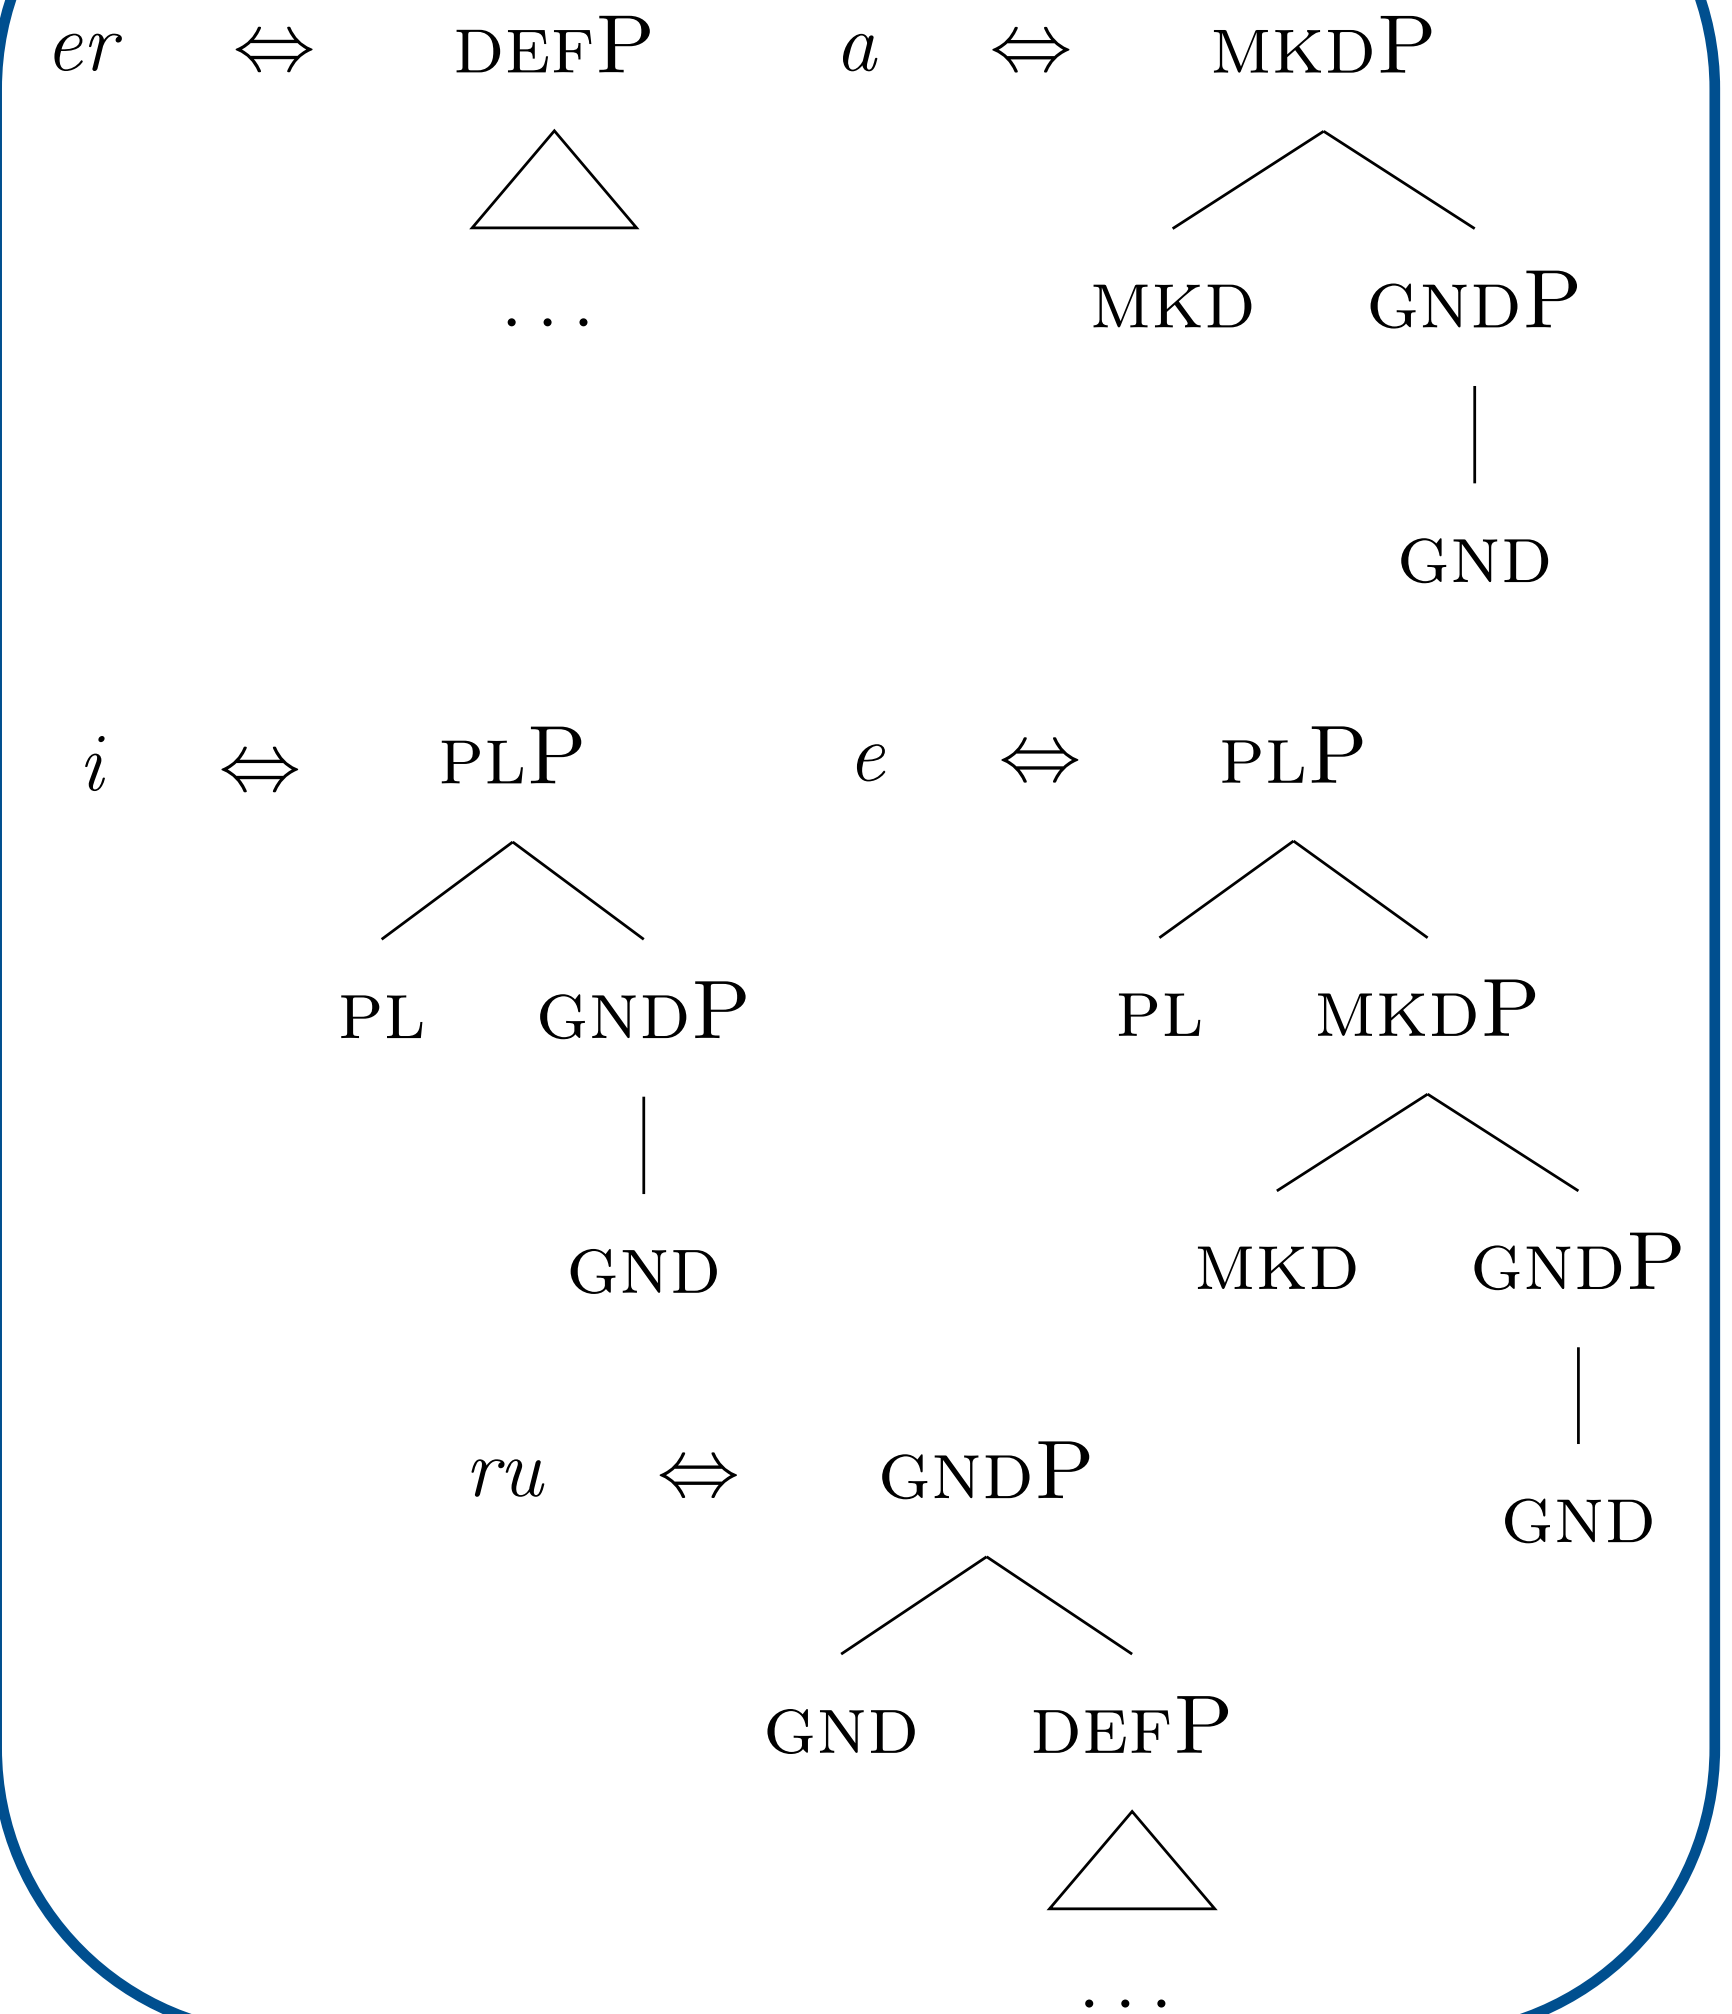 er ⇔ DEFP a ⇔ MKDP
...
MKD GNDP
GND
i ⇔ PLP e ⇔ PLP
PL GNDP PL MKDP
GND MKD GNDP
ru ⇔ GNDP
GND
GND DEFP
...